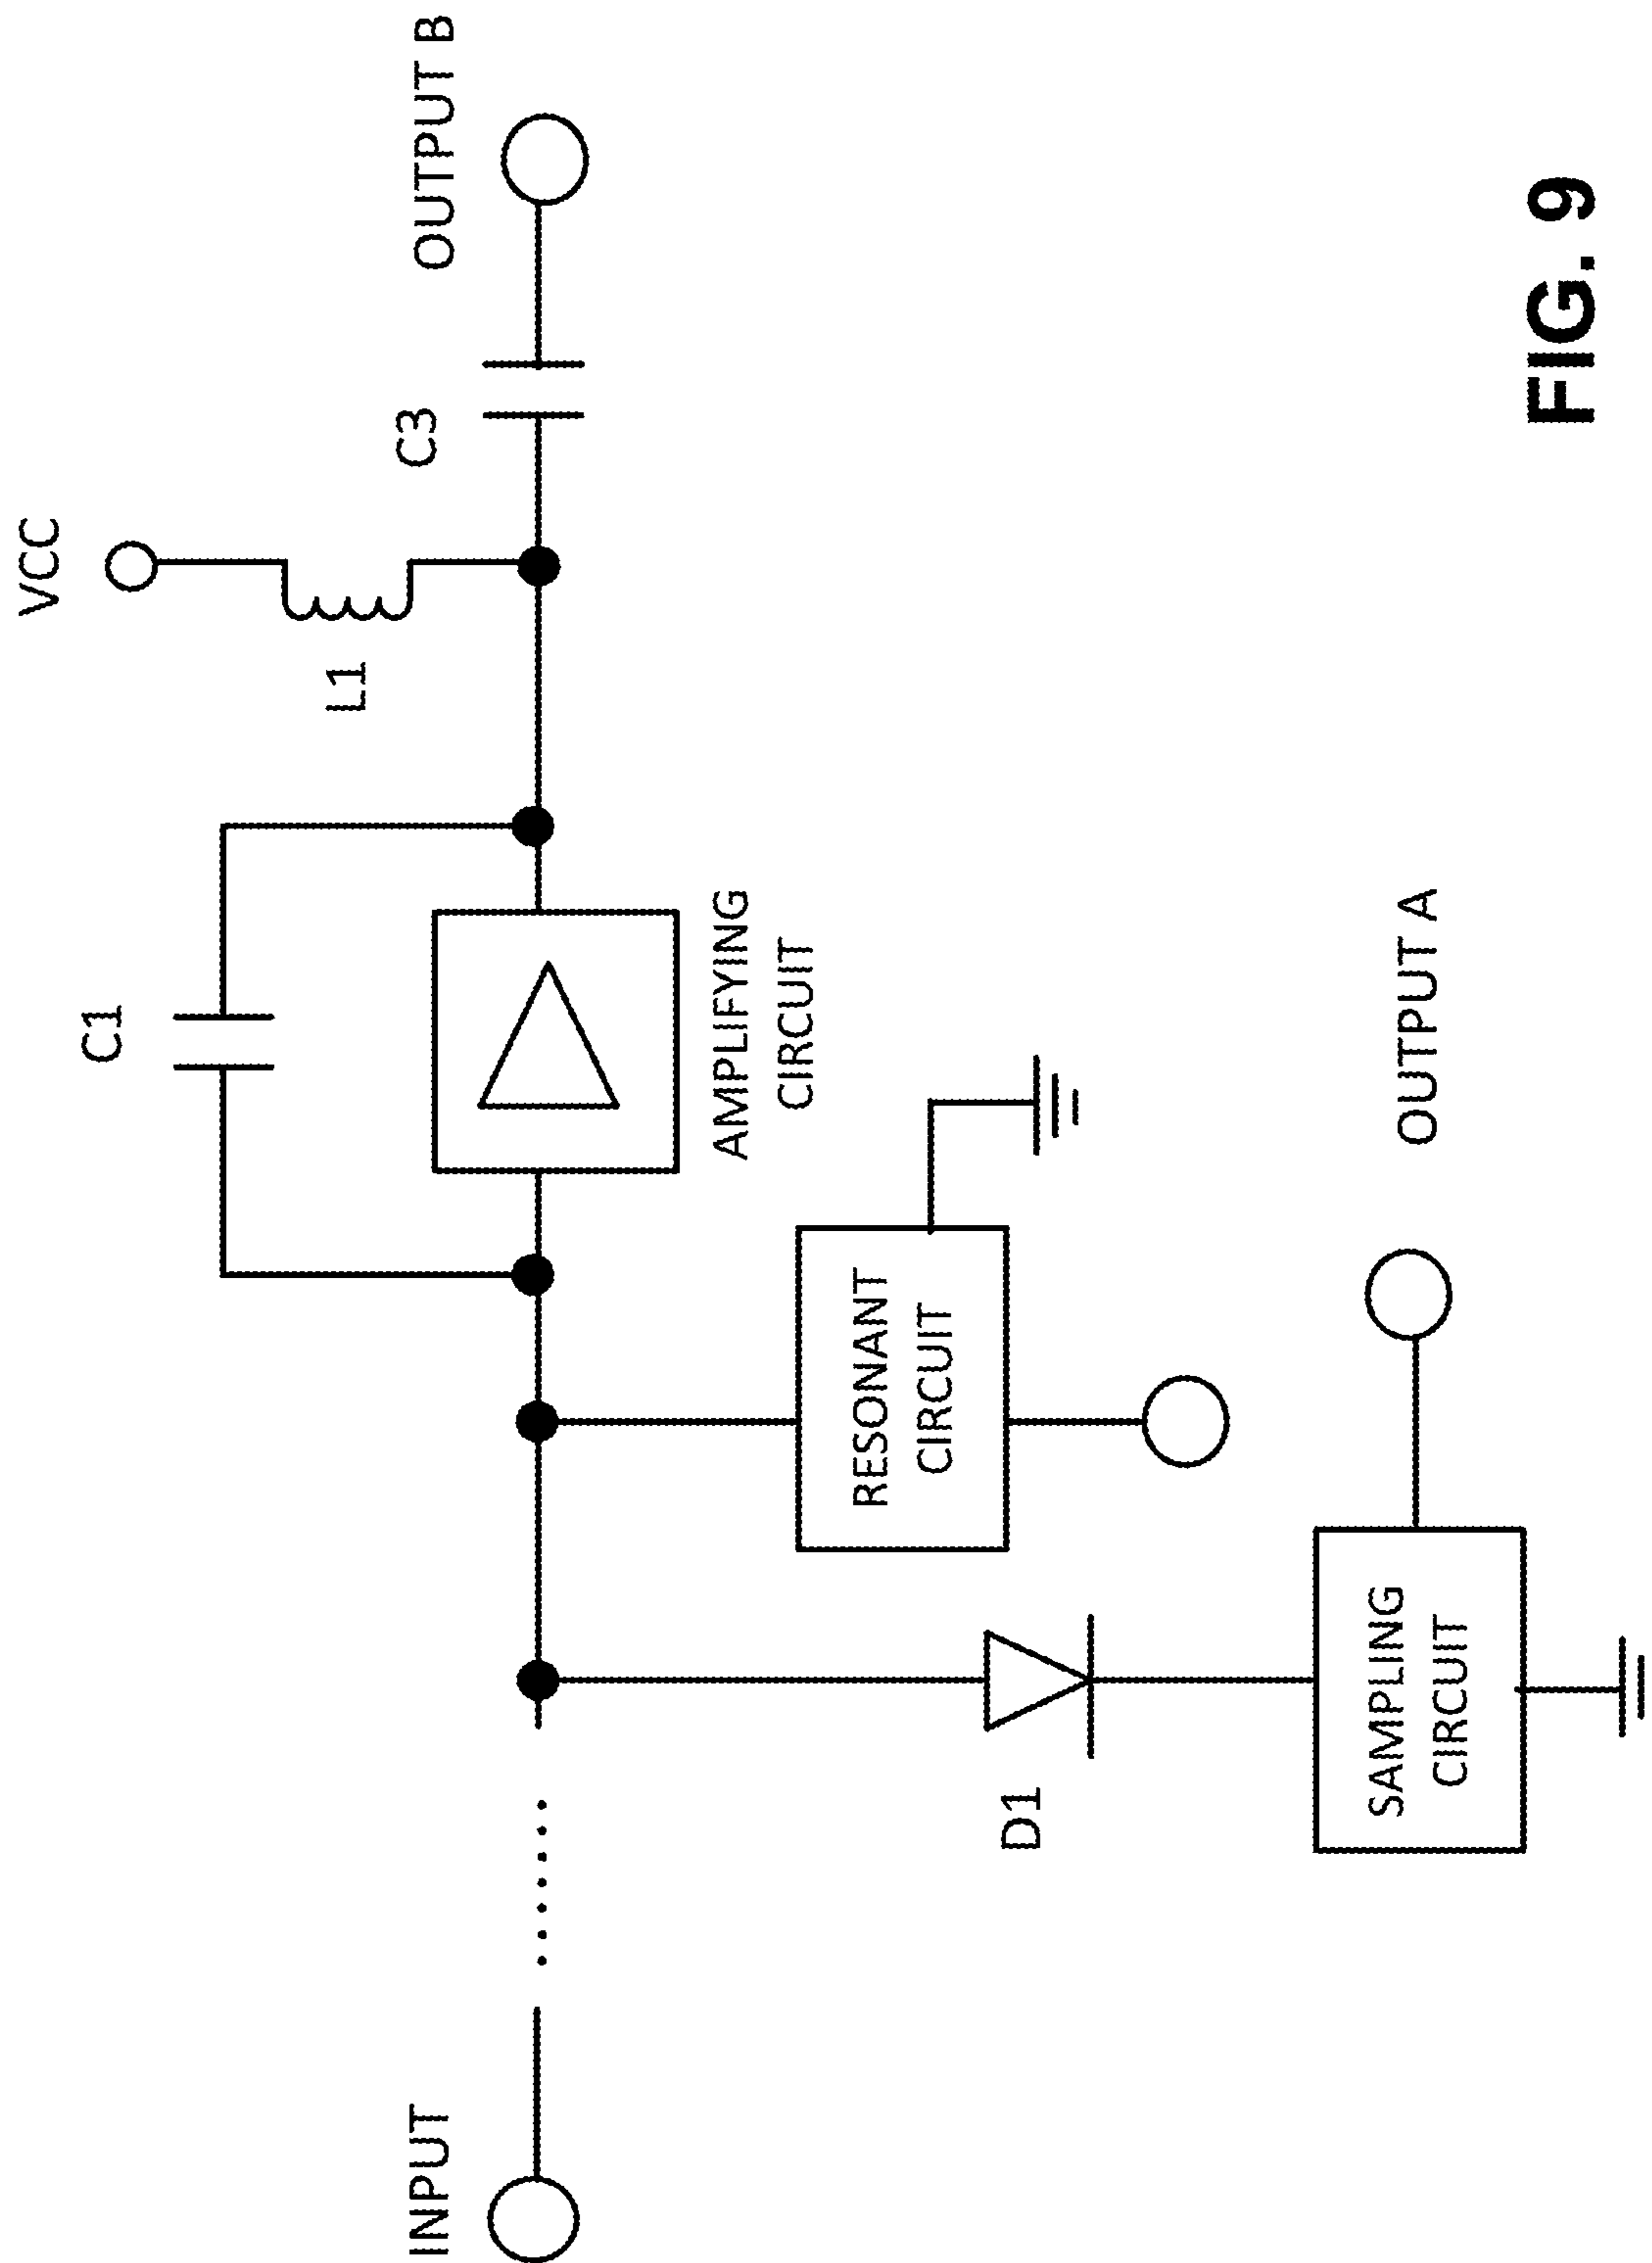 VCC
C1
L1
C3
OUTPUT B
INPUT
AMPLIFYING
CIRCUIT
RESONANT
CIRCUIT
D1
OUTPUT A
SAMPLING
CIRCUIT
FIG. 9